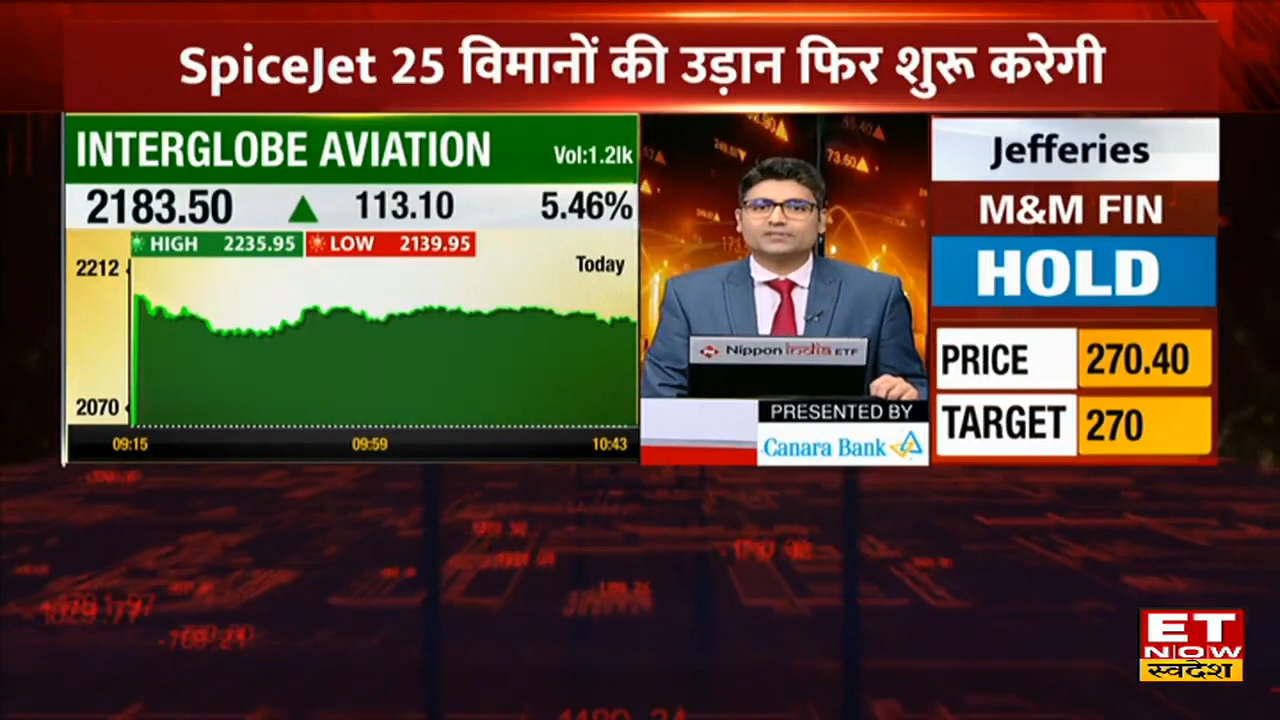 SpiceJet 25 विमानों की उड़ान फिर शुरू करेगी
INTERGLOBE AVIATION
Vol:1.2lk
2183.50 ▲ 113.10 5.46%
HIGH 2235.95 LOW 2139.95
Today
2212
2070
09:15 09:59 10:43
73.60
Nippon india ETF
PRESENTED BY
Canara Bank
Jefferies
M&M FIN
HOLD
PRICE 270.40
TARGET 270
ET
NOW
स्वदेश